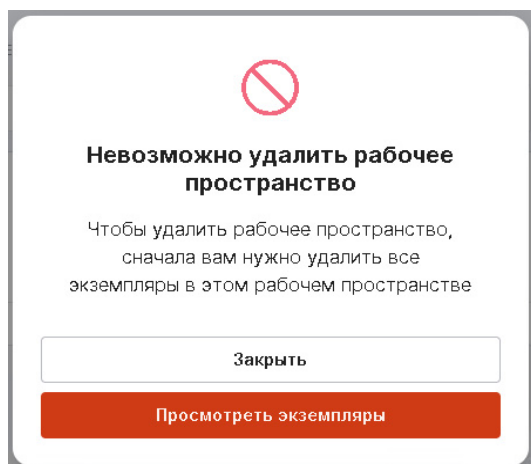 Невозможно удалить рабочее
пространство
Чтобы удалить рабочее пространство,
сначала вам нужно удалить все
экземпляры в этом рабочем пространстве
Закрыть
Просмотреть экземпляры